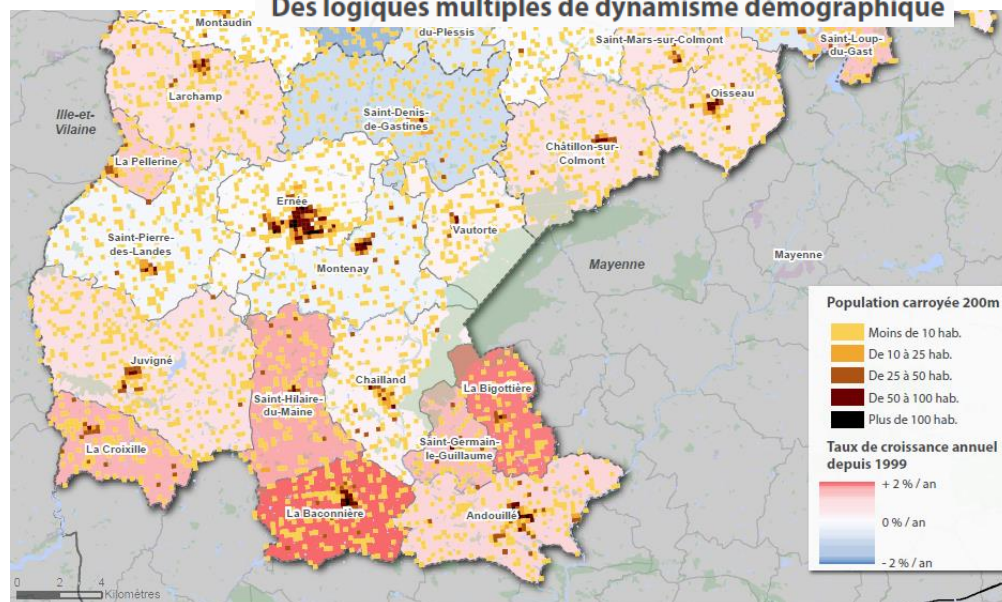 Des logiques multiples de dynamisme démographique
Montaudin
du-Plessis
Saint-Mars-sur-Colmont
Saint-Loup-
du-Gast
Larchamp
Oisseau
Ille-et-
Vilaine
Saint-Denis-
de-Gastines
Châtillon-sur-
Colmont
La Pellerine
Ernée
Vautorte
Saint-Pierre-
des-Landes
Montenay
Mayenne
Mayenne
Juvigné
Chailland
La Bigottière
Saint-Hilaire-
du-Maine
La Croixille
Saint-Germain-
le-Guillaume
La Baconnière
Andouillé
Population carroyée 200m
Moins de 10 hab.
De 10 à 25 hab.
De 25 à 50 hab.
De 50 à 100 hab.
Plus de 100 hab.
Taux de croissance annuel
depuis 1999
+ 2 % / an
0 % / an
- 2 % / an
0 2 4
Kilomètres